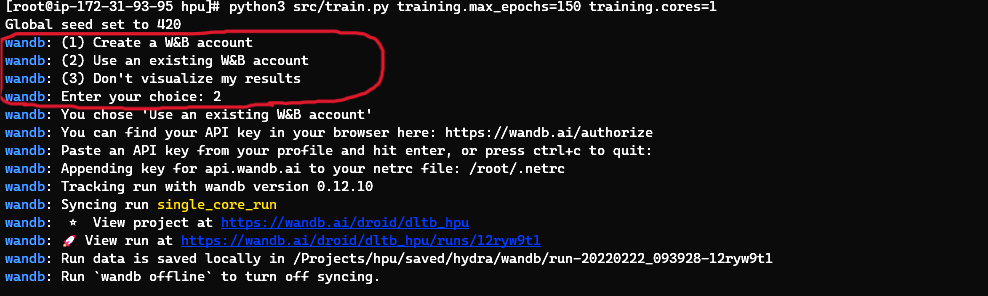 [root@ip-172-31-93-95 hpu]# python3 src/train.py training.max_epochs=150 training.cores=1
Global seed set to 420
wandb: (1) Create a W&B account
wandb: (2) Use an existing W&B account
wandb: (3) Don't visualize my results
wandb: Enter your choice: 2
wandb: You chose 'Use an existing W&B account'
wandb: You can find your API key in your browser here: https://wandb.ai/authorize
wandb: Paste an API key from your profile and hit enter, or press ctrl+c to quit:
wandb: Appending key for api.wandb.ai to your netrc file: /root/.netrc
wandb: Tracking run with wandb version 0.12.10
wandb: Syncing run single_core_run
wandb: ⭐ View project at https://wandb.ai/droid/dltb_hpu
wandb: 🚀 View run at https://wandb.ai/droid/dltb_hpu/runs/12ryw9t1
wandb: Run data is saved locally in /Projects/hpu/saved/hydra/wandb/run-20220222_093928-12ryw9t1
wandb: Run `wandb offline` to turn off syncing.